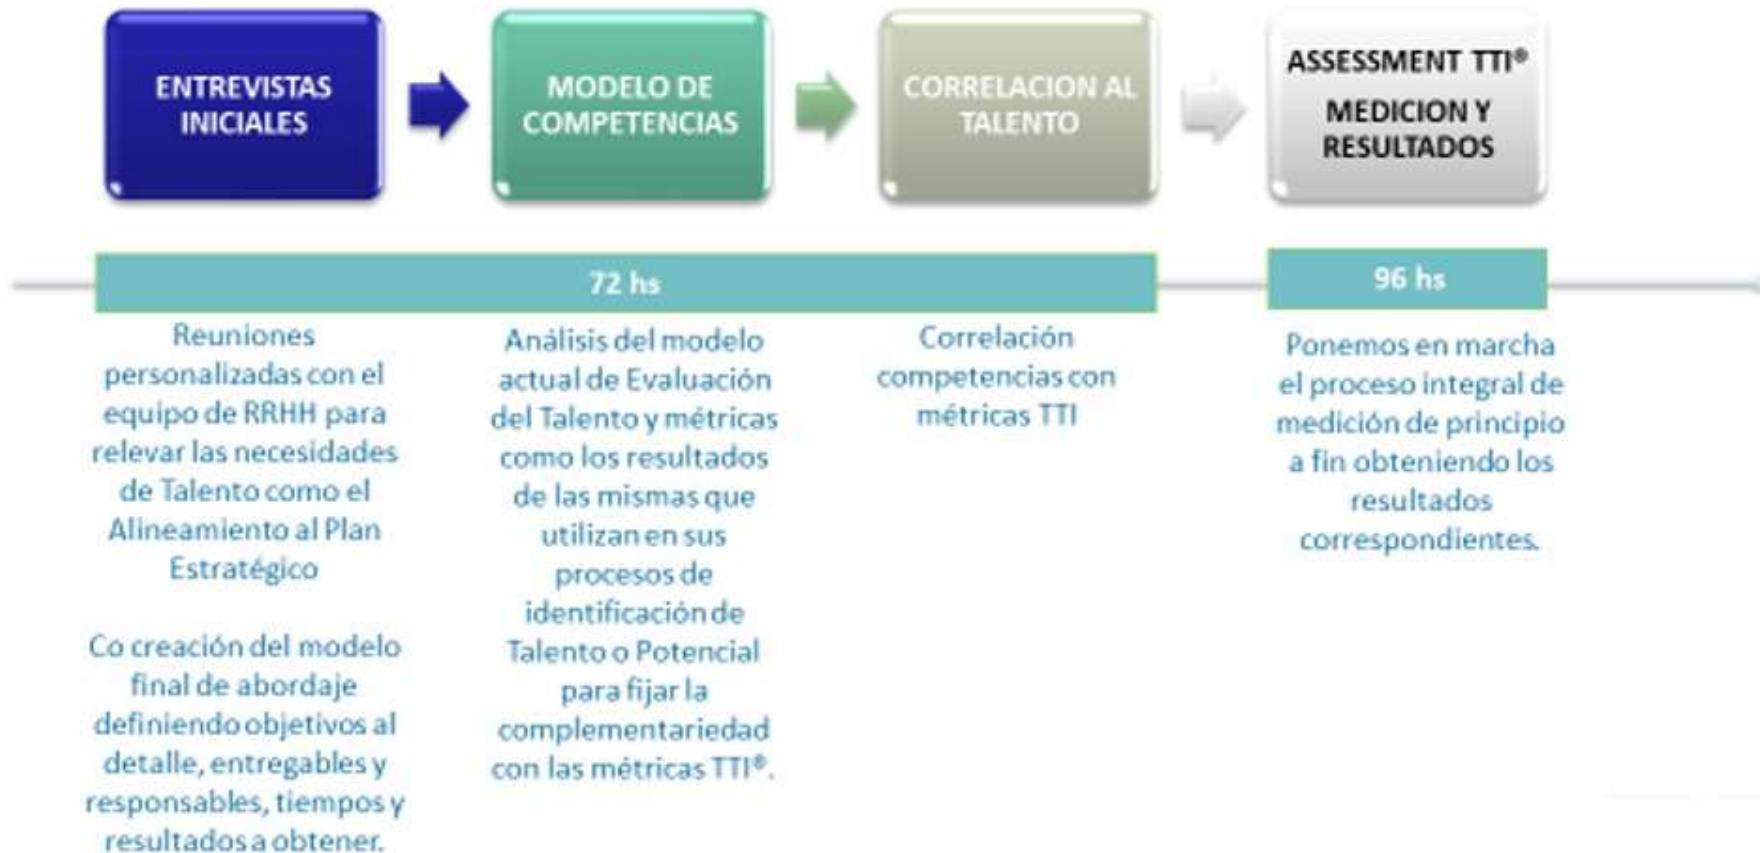 ENTREVISTAS
INICIALES
MODELO DE
COMPETENCIAS
CORRELACION AL
TALENTO
ASSESSMENT TTI®
MEDICION Y
RESULTADOS
72 hs
96 hs
Reuniones
personalizadas con el
equipo de RRHH para
relevar las necesidades
de Talento como el
Alineamiento al Plan
Estratégico
Co creación del modelo
final de abordaje
definiendo objetivos al
detalle, entregables y
responsables, tiempos y
resultados a obtener.
Análisis del modelo
actual de Evaluación
del Talento y métricas
como los resultados
de las mismas que
utilizan en sus
procesos de
identificación de
Talento o Potencial
para fijar la
complementariedad
con las métricas TTI®.
Correlación
competencias con
métricas TTI
Ponemos en marcha
el proceso integral de
medición de principio
a fin obteniendo los
resultados
correspondientes.